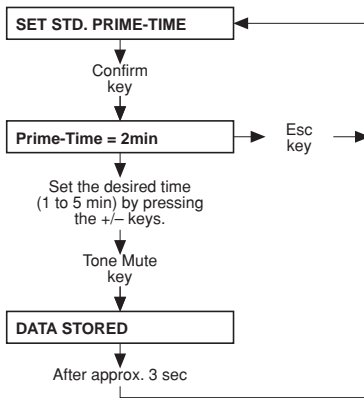 SET STD. PRIME-TIME
Confirm
key
Prime-Time = 2min
Esc
key
Set the desired time
(1 to 5 min) by pressing
the +/– keys.
Tone Mute
key
DATA STORED
After approx. 3 sec